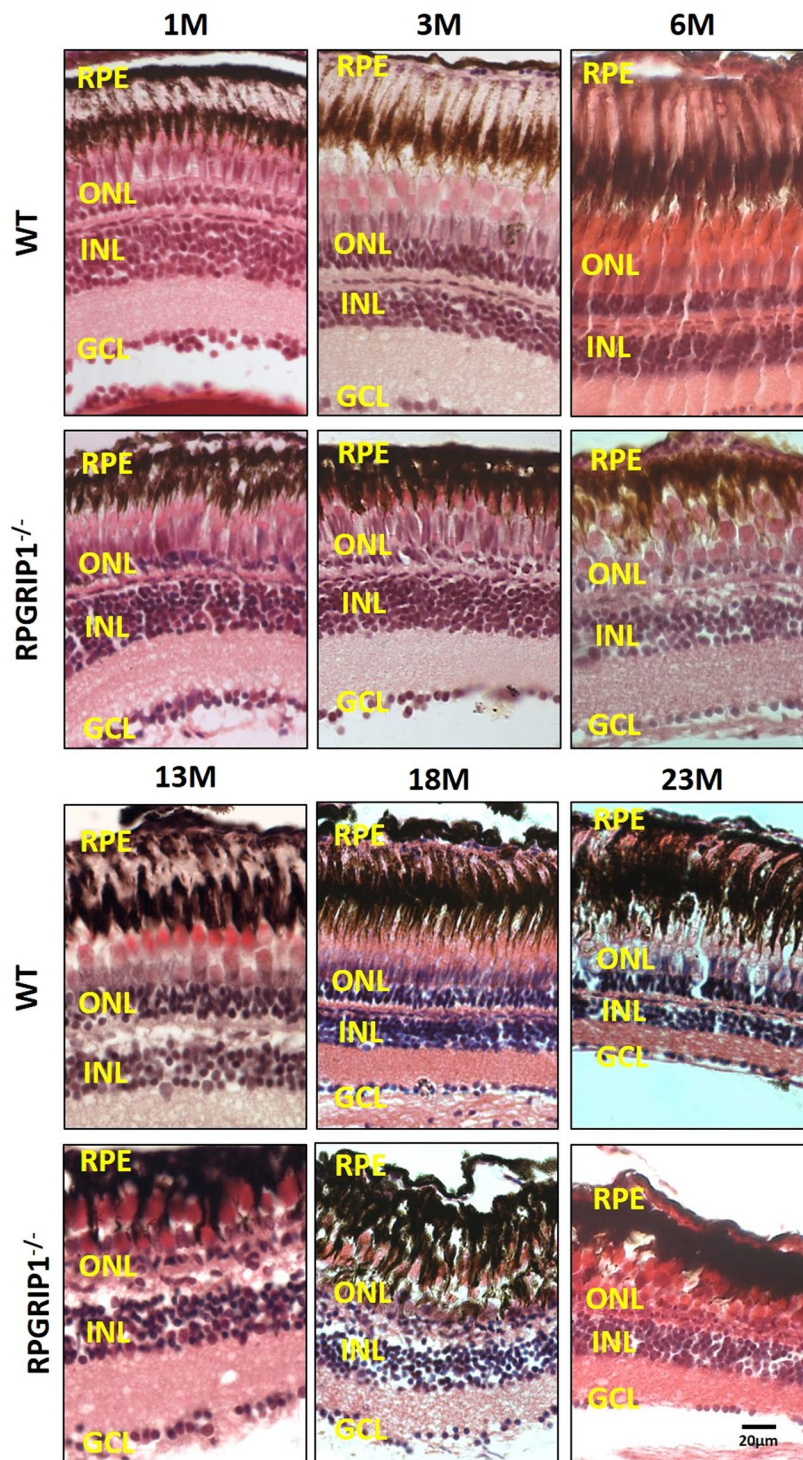 1M 3M 6M
WT
RPE RPE RPE
ONL ONL ONL
INL INL INL
GCL GCL
RPGRIP1-/-
RPE RPE RPE
ONL ONL ONL
INL INL INL
GCL GCL GCL
13M 18M 23M
WT
RPE RPE RPE
ONL ONL ONL
INL INL INL
GCL GCL
RPGRIP1-/-
RPE RPE RPE
ONL ONL ONL
INL INL INL
GCL GCL GCL
20µm